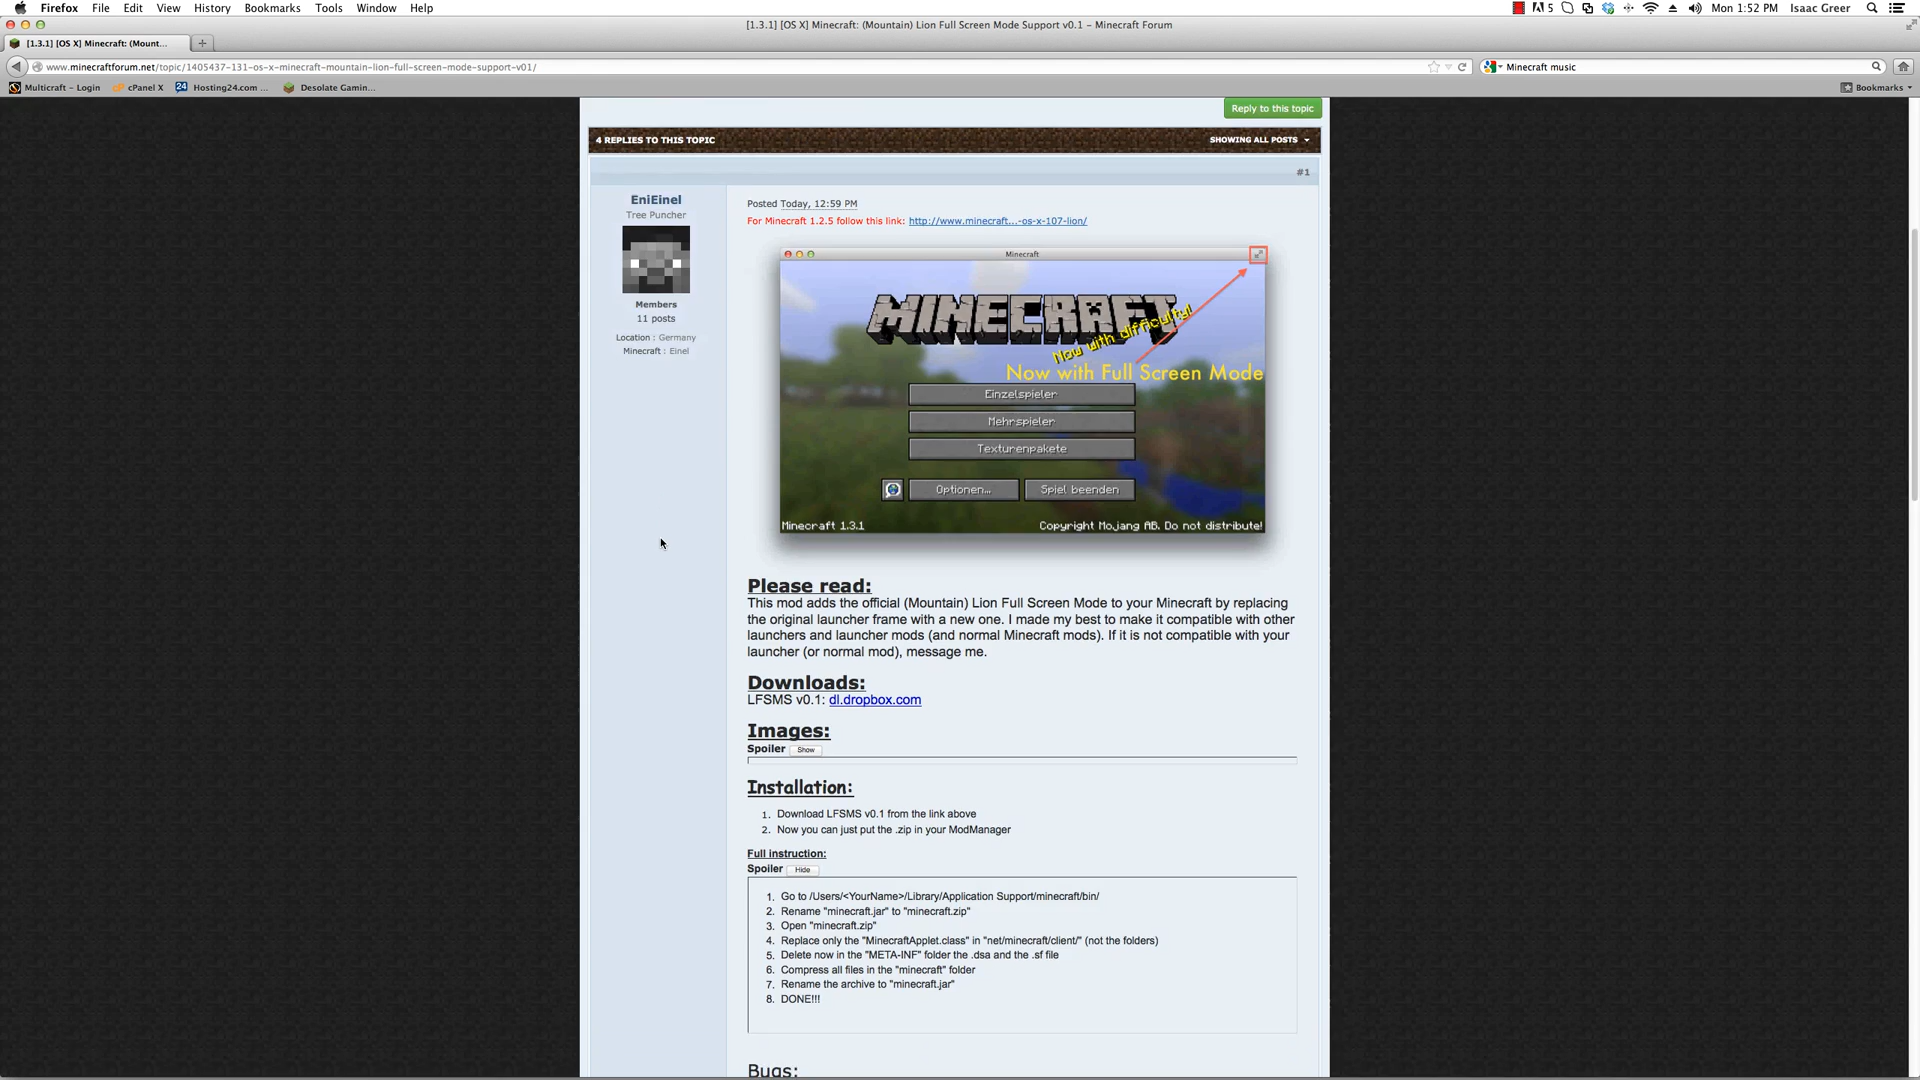 Firefox File Edit View History Bookmarks Tools Window Help
5 Mon 1:52 PM Isaac Greer
[1.3.1] [OS X] Minecraft: (Mountain) Lion Full Screen Mode Support v0.1 – Minecraft Forum
[1.3.1] [OS X] Minecraft: (Mount... +
www.minecraftforum.net/topic/1405437-131-os-x-minecraft-mountain-lion-full-screen-mode-support-v01/
Minecraft music
Multicraft - Login cPanel X 24 Hosting24.com ... Desolate Gamin... Bookmarks
Reply to this topic
4 REPLIES TO THIS TOPIC
SHOWING ALL POSTS
#1
EniEinel
Tree Puncher
Members
11 posts
Location : Germany
Minecraft : Einel
Posted Today, 12:59 PM
For Minecraft 1.2.5 follow this link: http://www.minecraft...-os-x-107-lion/
Minecraft
MINECRAFT
Now with difficulty!
Now with Full Screen Mode
Einzelspieler
Mehrspieler
Texturenpakete
Optionen... Spiel beenden
Minecraft 1.3.1 Copyright Mojang AB. Do not distribute!
Please read:
This mod adds the official (Mountain) Lion Full Screen Mode to your Minecraft by replacing
the original launcher frame with a new one. I made my best to make it compatible with other
launchers and launcher mods (and normal Minecraft mods). If it is not compatible with your
launcher (or normal mod), message me.
Downloads:
LFSMS v0.1: dl.dropbox.com
Images:
Spoiler Show
Installation:
1. Download LFSMS v0.1 from the link above
2. Now you can just put the .zip in your ModManager
Full instruction:
Spoiler Hide
1. Go to /Users/<YourName>/Library/Application Support/minecraft/bin/
2. Rename "minecraft.jar" to "minecraft.zip"
3. Open "minecraft.zip"
4. Replace only the "MinecraftApplet.class" in "net/minecraft/client/" (not the folders)
5. Delete now in the "META-INF" folder the .dsa and the .sf file
6. Compress all files in the "minecraft" folder
7. Rename the archive to "minecraft.jar"
8. DONE!!!
Bugs: